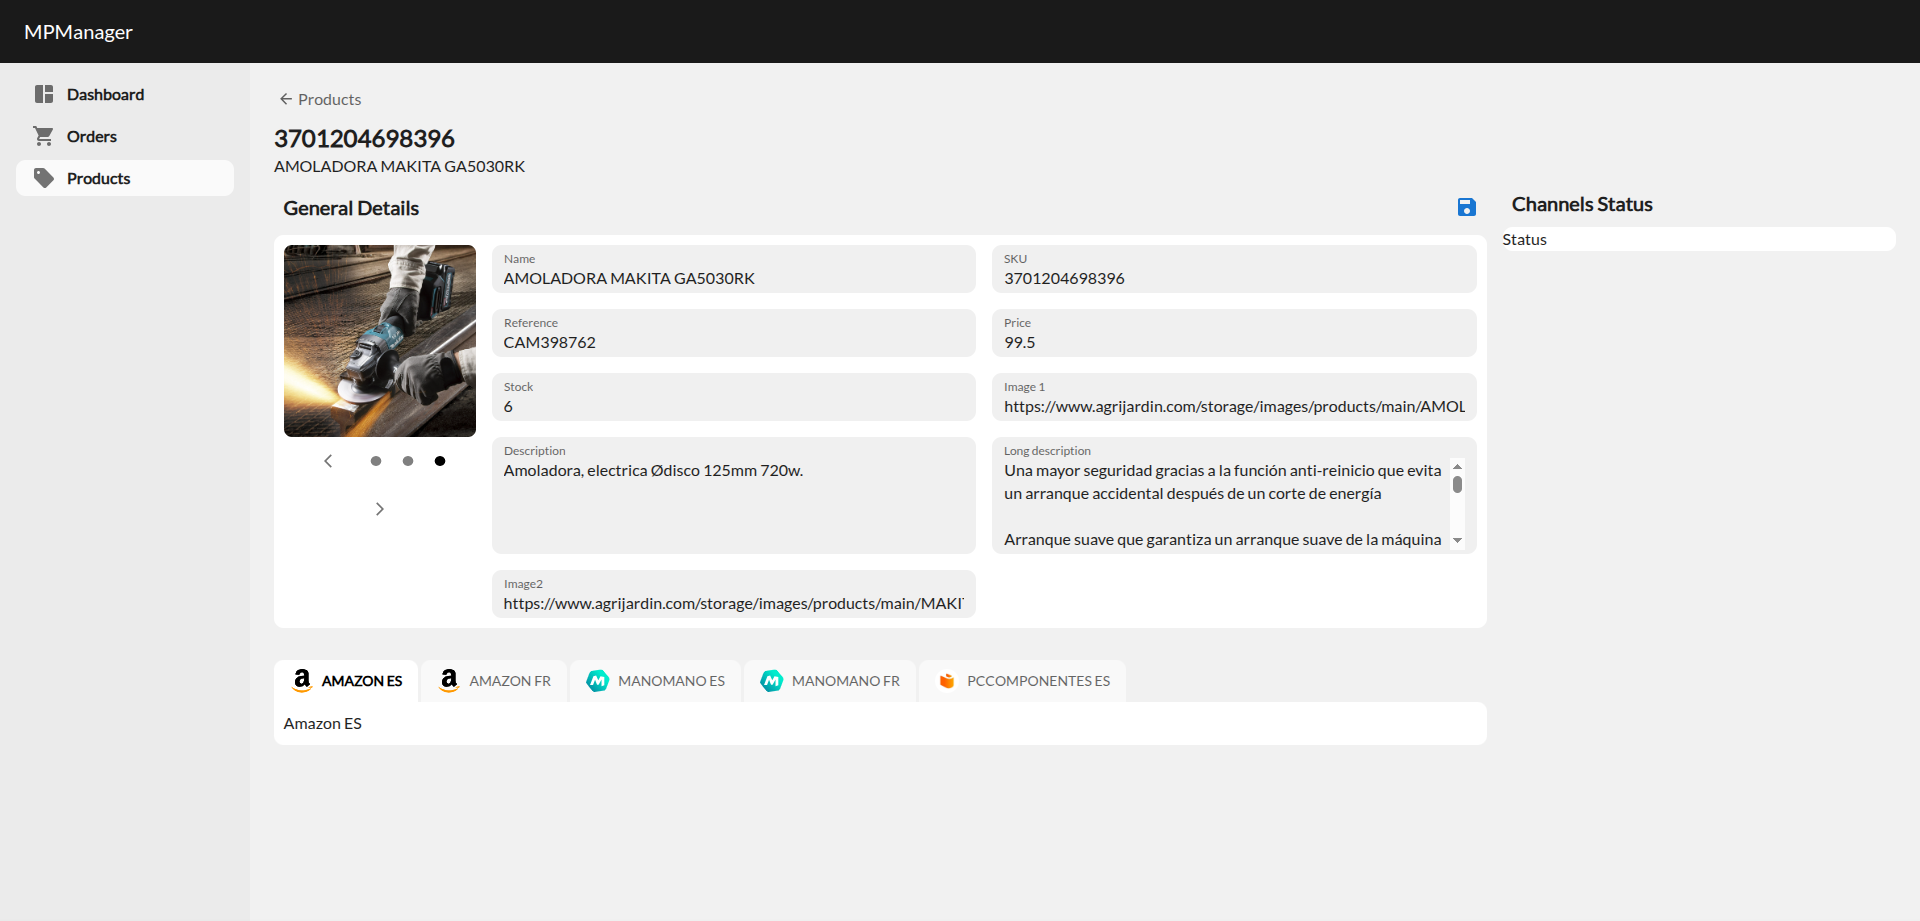 MPManager
Dashboard
Orders
Products
Products
3701204698396
AMOLADORA MAKITA GA5030RK
General Details
Name
AMOLADORA MAKITA GA5030RK
SKU
3701204698396
Reference
CAM398762
Price
99.5
Stock
6
Image 1
https://www.agrijardin.com/storage/images/products/main/AMOL
Description
Amoladora, electrica Ødisco 125mm 720w.
Long description
Una mayor seguridad gracias a la función anti-reinicio que evita
un arranque accidental después de un corte de energía
Arranque suave que garantiza un arranque suave de la máquina
Image2
https://www.agrijardin.com/storage/images/products/main/MAKI
Channels Status
Status
AMAZON ES
AMAZON FR
MANOMANO ES
MANOMANO FR
PCCOMPONENTES ES
Amazon ES